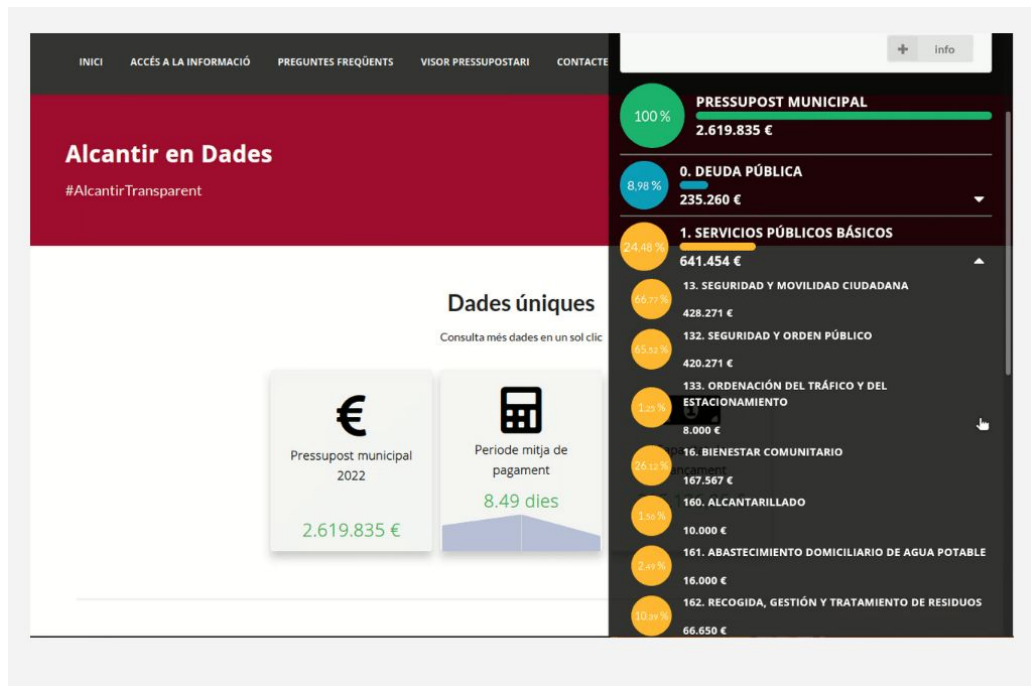 INICI ACCÉS A LA INFORMACIÓ PREGUNTES FREQÜENTS VISOR PRESSUPOSTARI CONTACTE
Alcantir en Dades
#AlcantirTransparent
Dades úniques
Consulta més dades en un sol clic
Pressupost municipal
2022
2.619.835 €
Periode mitja de
pagament
8.49 dies
+ info
100 %
PRESSUPOST MUNICIPAL
2.619.835 €
8,98 %
0. DEUDA PÚBLICA
235.260 €
24,48 %
1. SERVICIOS PÚBLICOS BÁSICOS
641.454 €
66.77 %
13. SEGURIDAD Y MOVILIDAD CIUDADANA
428.271 €
65.52 %
132. SEGURIDAD Y ORDEN PÚBLICO
420.271 €
1.25 %
133. ORDENACIÓN DEL TRÁFICO Y DEL
ESTACIONAMIENTO
8.000 €
26.12 %
16. BIENESTAR COMUNITARIO
167.567 €
1.56 %
160. ALCANTARILLADO
10.000 €
2.49 %
161. ABASTECIMIENTO DOMICILIARIO DE AGUA POTABLE
16.000 €
10.39 %
162. RECOGIDA, GESTIÓN Y TRATAMIENTO DE RESIDUOS
66.650 €